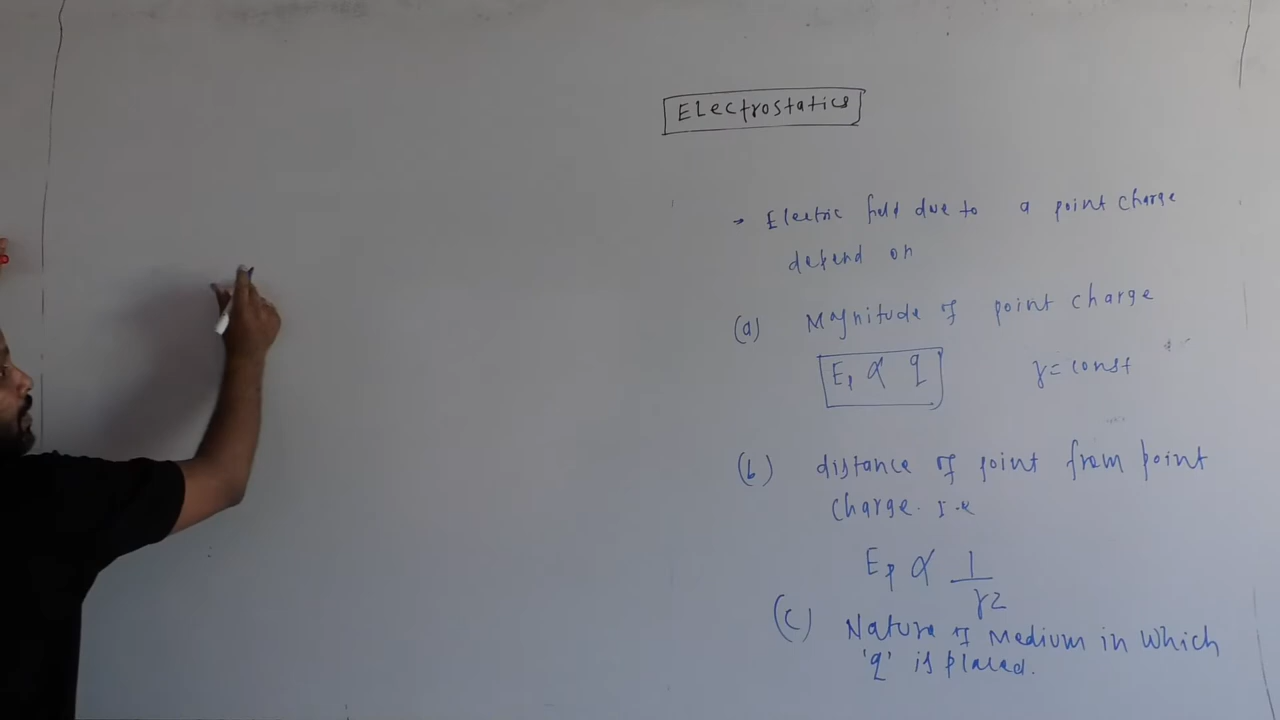 Electrostatics
→ Electric field due to a point charge
depend on
(a) Magnitude of point charge
Ep ∝ q r = const
(b) distance of point from point
charge. I.e
Ep ∝ 1/r2
(c) Nature of Medium in which
'q' is placed.